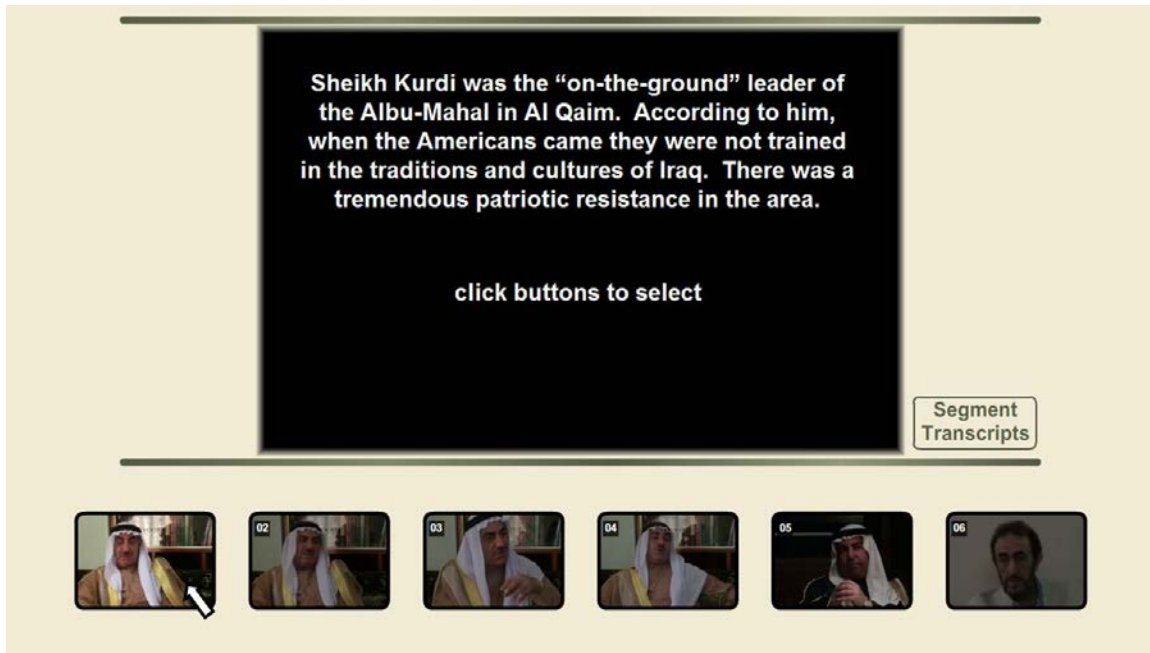 Sheikh Kurdi was the “on-the-ground” leader of
the Albu-Mahal in Al Qaim.  According to him,
when the Americans came they were not trained
in the traditions and cultures of Iraq.  There was a
tremendous patriotic resistance in the area.
click buttons to select
Segment
Transcripts
02
03
04
05
06